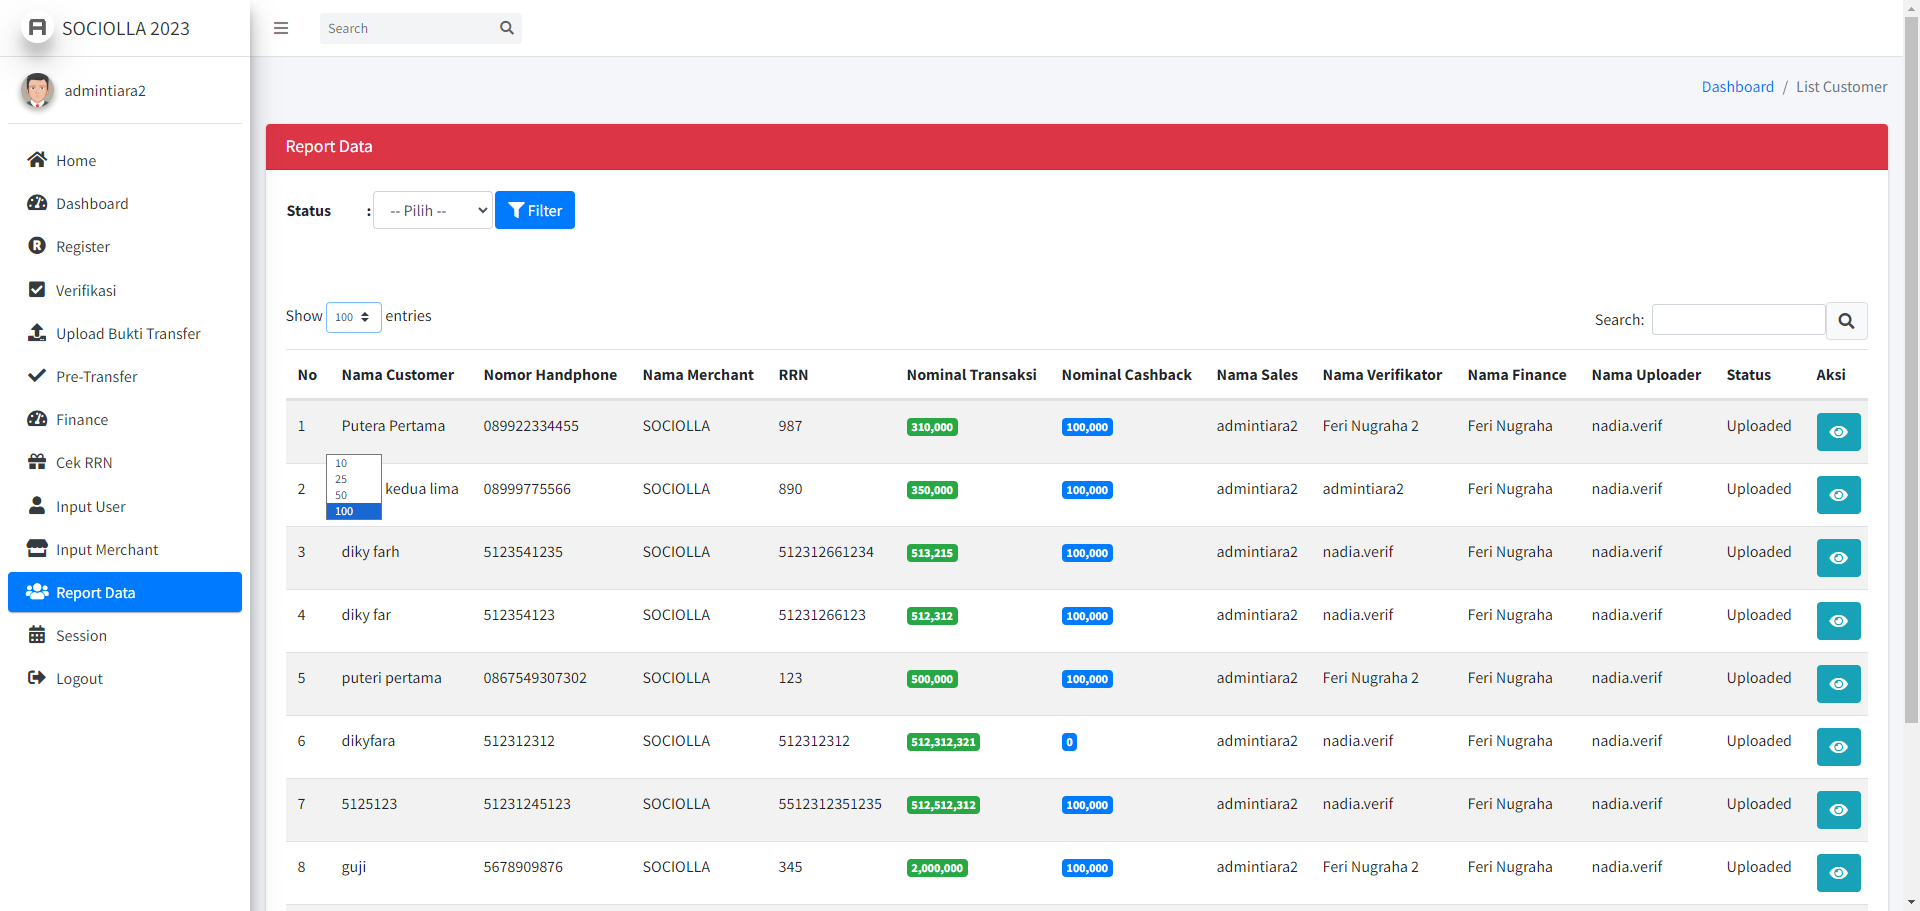 SOCIOLLA 2023
Search
admintiara2
Dashboard / List Customer
Home
Dashboard
Register
Verifikasi
Upload Bukti Transfer
Pre-Transfer
Finance
Cek RRN
Input User
Input Merchant
Report Data
Session
Logout
Report Data
Status : -- Pilih -- Filter
Show 100 entries Search:
No Nama Customer Nomor Handphone Nama Merchant RRN Nominal Transaksi Nominal Cashback Nama Sales Nama Verifikator Nama Finance Nama Uploader Status Aksi
1 Putera Pertama 089922334455 SOCIOLLA 987 310,000 100,000 admintiara2 Feri Nugraha 2 Feri Nugraha nadia.verif Uploaded
10
25
50
100
2 kedua lima 08999775566 SOCIOLLA 890 350,000 100,000 admintiara2 admintiara2 Feri Nugraha nadia.verif Uploaded
3 diky farh 5123541235 SOCIOLLA 512312661234 513,215 100,000 admintiara2 nadia.verif Feri Nugraha nadia.verif Uploaded
4 diky far 512354123 SOCIOLLA 51231266123 512,312 100,000 admintiara2 nadia.verif Feri Nugraha nadia.verif Uploaded
5 puteri pertama 0867549307302 SOCIOLLA 123 500,000 100,000 admintiara2 Feri Nugraha 2 Feri Nugraha nadia.verif Uploaded
6 dikyfara 512312312 SOCIOLLA 512312312 512,312,321 0 admintiara2 nadia.verif Feri Nugraha nadia.verif Uploaded
7 5125123 51231245123 SOCIOLLA 5512312351235 512,512,312 100,000 admintiara2 nadia.verif Feri Nugraha nadia.verif Uploaded
8 guji 5678909876 SOCIOLLA 345 2,000,000 100,000 admintiara2 Feri Nugraha 2 Feri Nugraha nadia.verif Uploaded